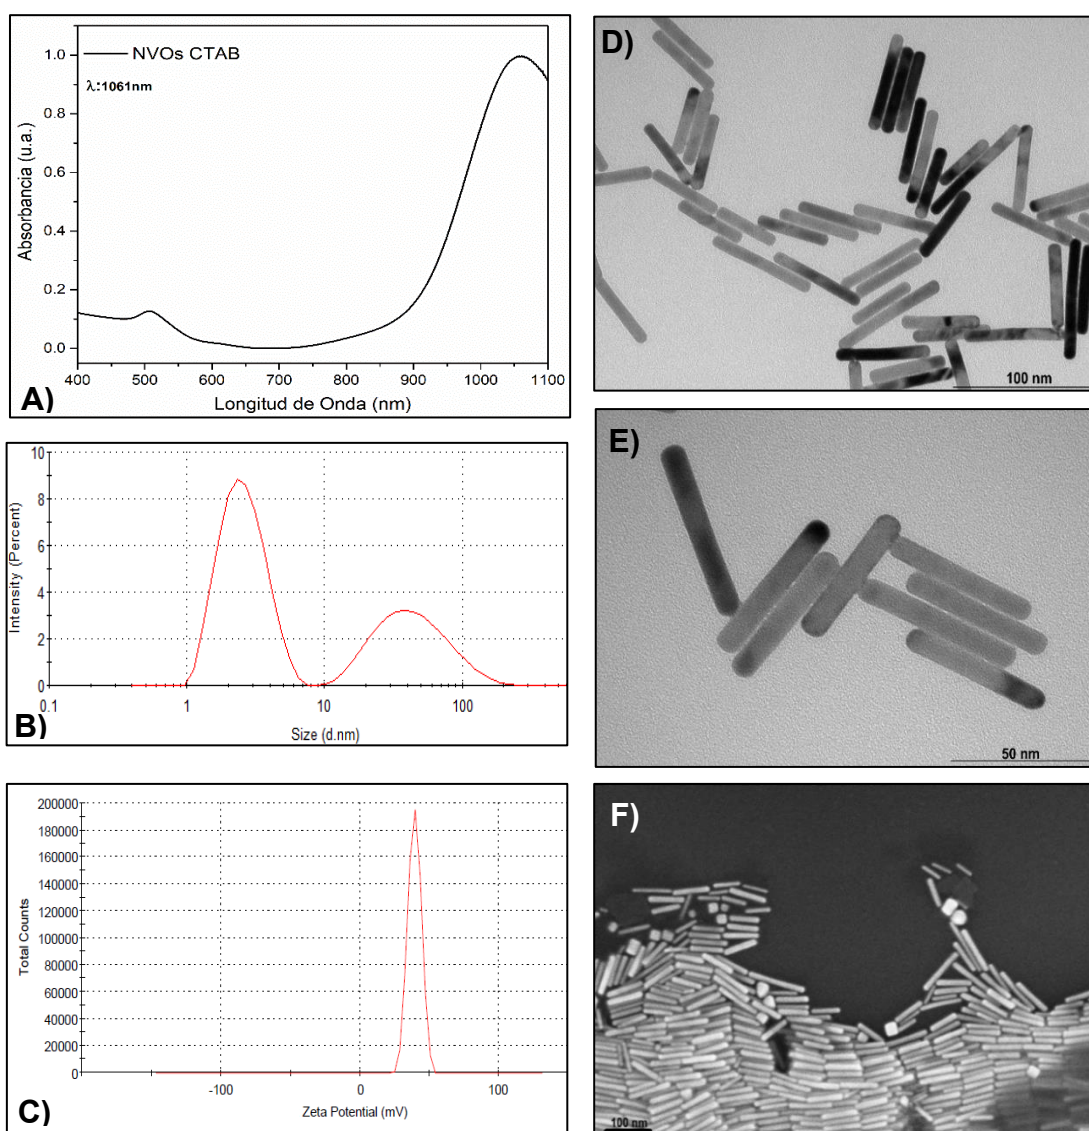 NVOs CTAB
λ:1061nm
Absorbancia (u.a.)
1.0
0.8
0.6
0.4
0.2
0.0
400 500 600 700 800 900 1000 1100
Longitud de Onda (nm)
A)
Intensity (Percent)
10
8
6
4
2
0
0.1 1 10 100
Size (d.nm)
B)
Total Counts
200000
180000
160000
140000
120000
100000
80000
60000
40000
20000
0
-100 0 100
Zeta Potential (mV)
C)
D)
100 nm
E)
50 nm
F)
100 nm